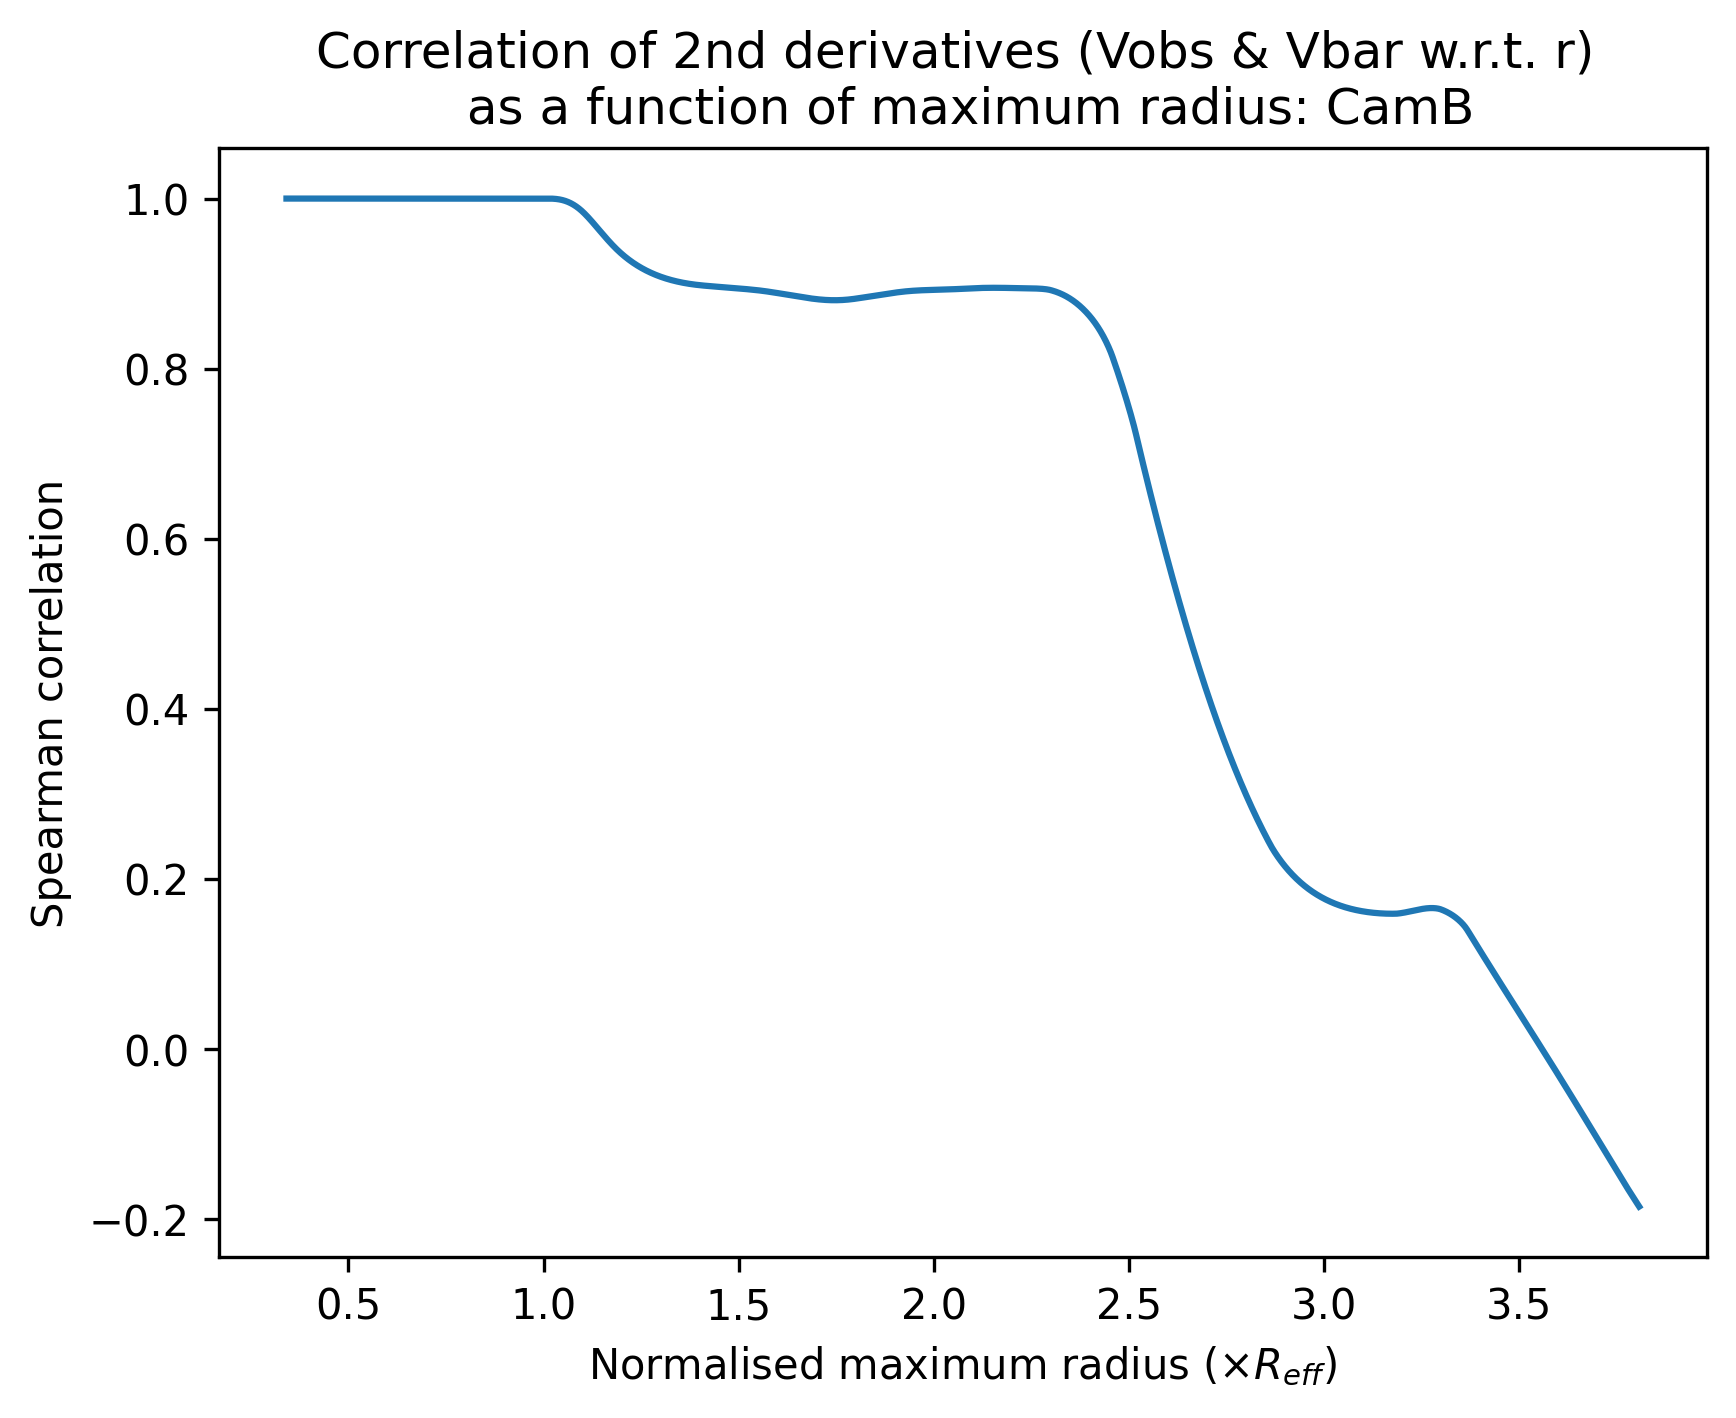 Correlation of 2nd derivatives (Vobs & Vbar w.r.t. r)
as a function of maximum radius: CamB
Spearman correlation
1.0
0.8
0.6
0.4
0.2
0.0
−0.2
0.5 1.0 1.5 2.0 2.5 3.0 3.5
Normalised maximum radius (×R_eff)